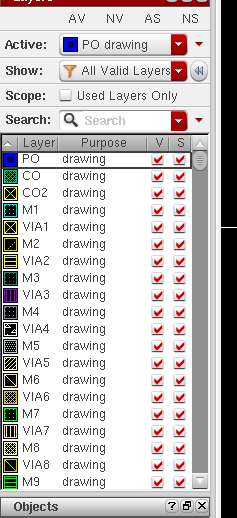 Layers
AV NV AS NS
Active: PO drawing
Show: All Valid Layers
Scope: Used Layers Only
Search: Search
Layer Purpose V S
PO drawing
CO drawing
CO2 drawing
M1 drawing
VIA1 drawing
M2 drawing
VIA2 drawing
M3 drawing
VIA3 drawing
M4 drawing
VIA4 drawing
M5 drawing
VIA5 drawing
M6 drawing
VIA6 drawing
M7 drawing
VIA7 drawing
M8 drawing
VIA8 drawing
M9 drawing
Objects ?